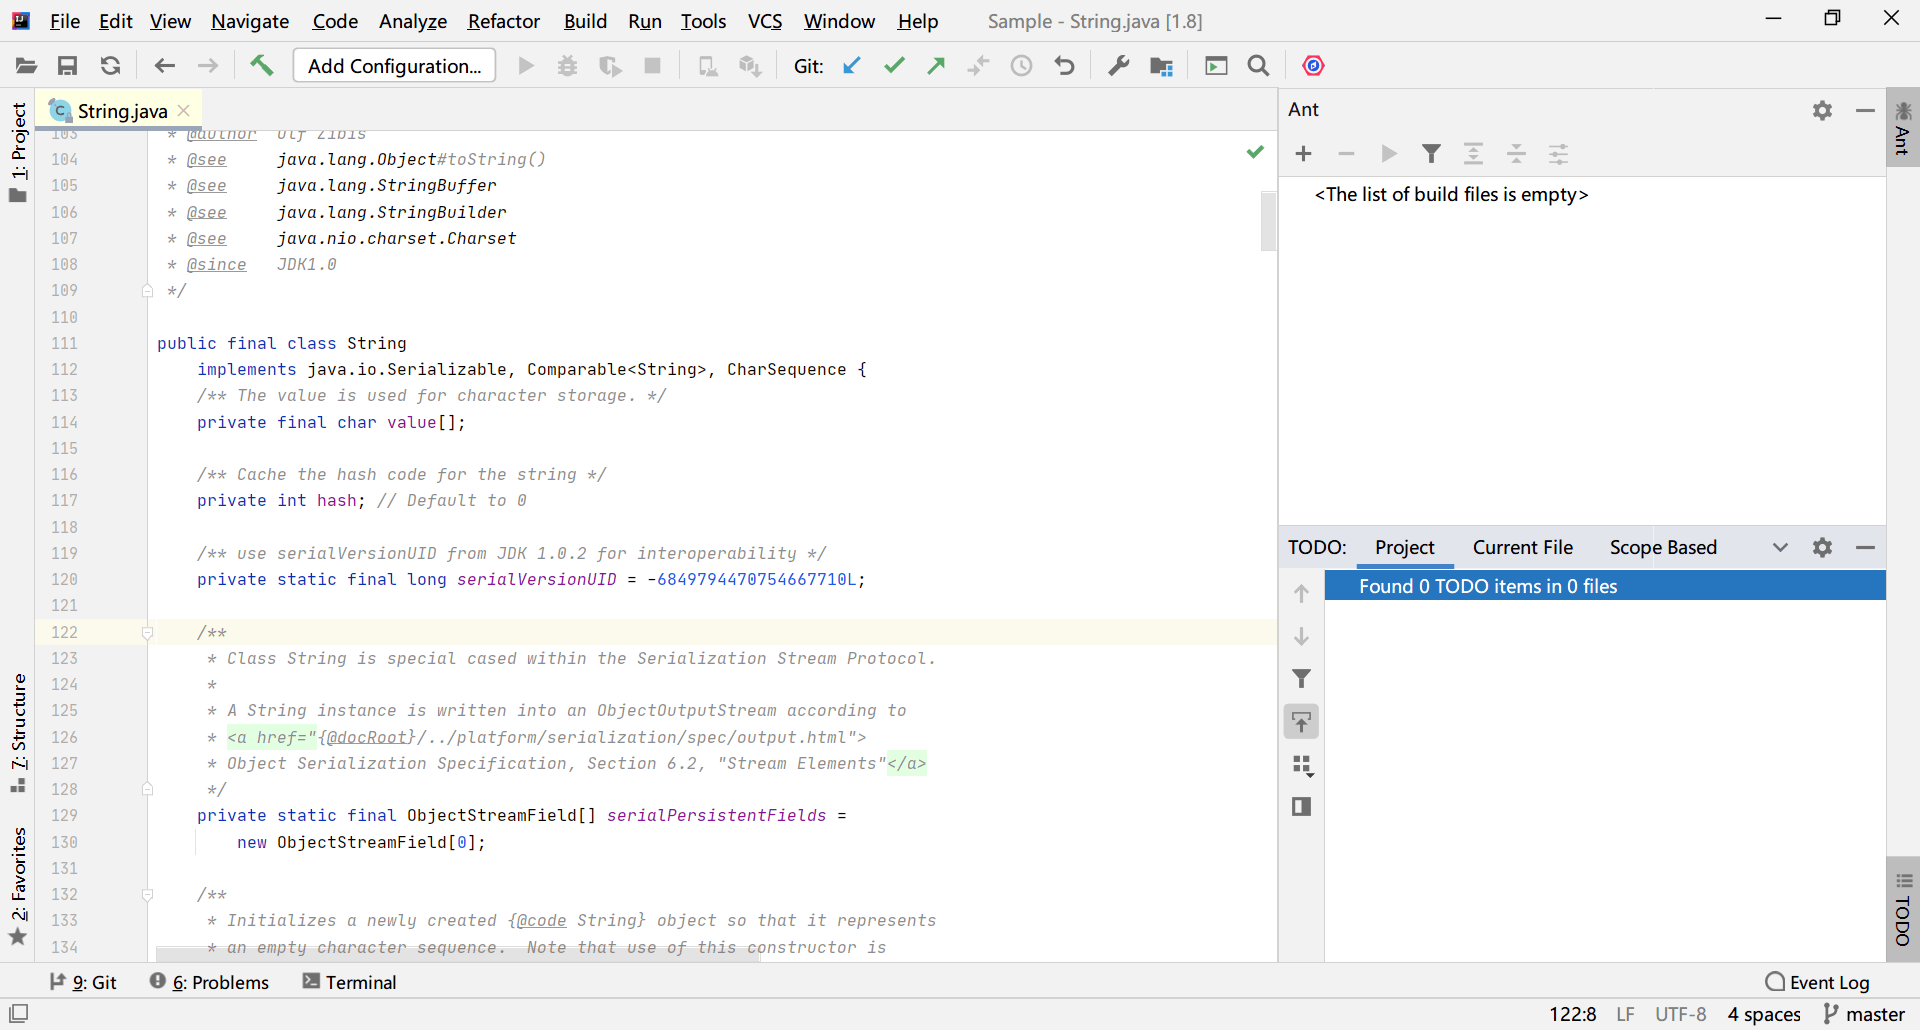 File Edit View Navigate Code Analyze Refactor Build Run Tools VCS Window Help Sample - String.java [1.8]
Add Configuration... Git:
1: Project
7: Structure
2: Favorites
String.java
103 * @author Ulf Zibis
104 * @see java.lang.Object#toString()
105 * @see java.lang.StringBuffer
106 * @see java.lang.StringBuilder
107 * @see java.nio.charset.Charset
108 * @since JDK1.0
109 */
110
111 public final class String
112 implements java.io.Serializable, Comparable<String>, CharSequence {
113 /** The value is used for character storage. */
114 private final char value[];
115
116 /** Cache the hash code for the string */
117 private int hash; // Default to 0
118
119 /** use serialVersionUID from JDK 1.0.2 for interoperability */
120 private static final long serialVersionUID = -6849794470754667710L;
121
122 /**
123 * Class String is special cased within the Serialization Stream Protocol.
124 *
125 * A String instance is written into an ObjectOutputStream according to
126 * <a href="{@docRoot}/../platform/serialization/spec/output.html">
127 * Object Serialization Specification, Section 6.2, "Stream Elements"</a>
128 */
129 private static final ObjectStreamField[] serialPersistentFields =
130 new ObjectStreamField[0];
131
132 /**
133 * Initializes a newly created {@code String} object so that it represents
134 * an empty character sequence. Note that use of this constructor is
Ant
<The list of build files is empty>
TODO: Project Current File Scope Based
Found 0 TODO items in 0 files
Ant
TODO
9: Git 6: Problems Terminal Event Log
122:8 LF UTF-8 4 spaces master